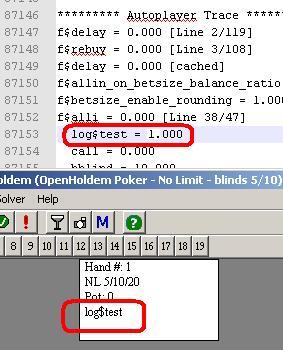 87146 ********* Autoplayer Trace ****
87147 f$delay = 0.000 [Line 2/119]
87148 f$rebuy = 0.000 [Line 3/108]
87149 f$delay = 0.000 [cached]
87150 f$allin_on_betsize_balance_ratio
87151 f$betsize_enable_rounding = 1.000
87152 f$alli = 0.000 [Line 38/47]
87153 log$test = 1.000
87154 call = 0.000
87155 bblind = 10.000
oldem (OpenHoldem Poker - No Limit - blinds 5/10)
Solver Help
M
8 9 10 11 12 13 14 15 16 17 18 19
Hand #: 1
NL 5/10/20
Pot: 0
log$test